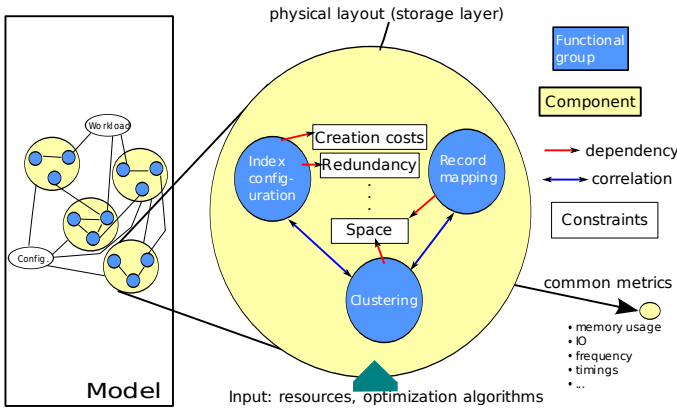 physical layout (storage layer)
Functional
group
Component
dependency
correlation
Constraints
Workload
Config.
Model
Creation costs
Redundancy
.
.
.
Space
Index
config-
uration
Record
mapping
Clustering
common metrics
• memory usage
• IO
• frequency
• timings
• ...
Input: resources, optimization algorithms